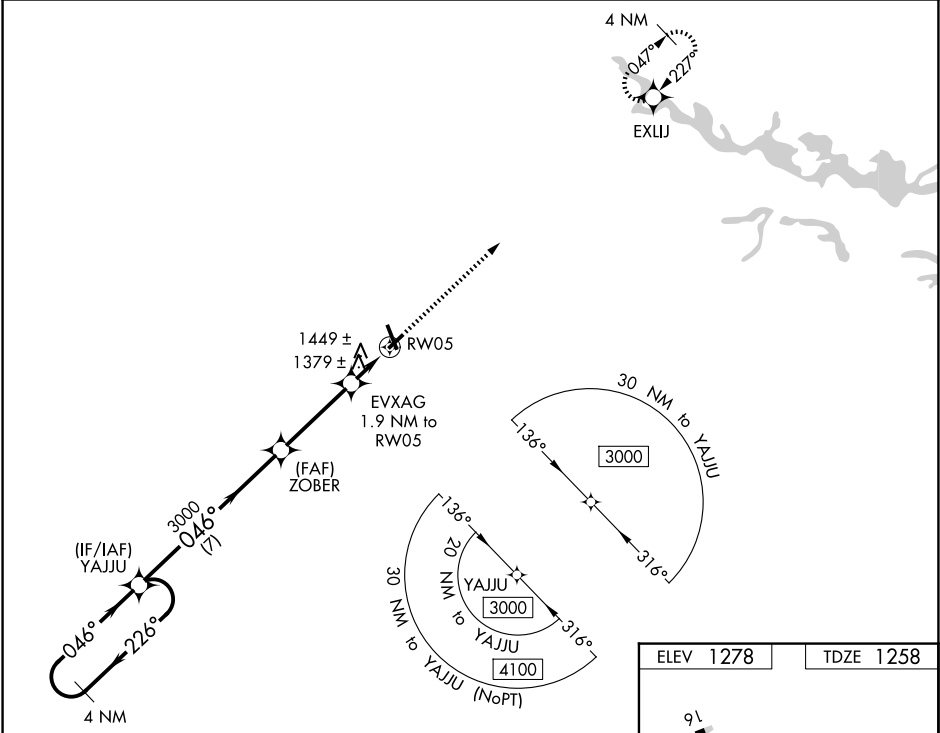 4 NM
047°
227°
EXLIJ
1449 ±
1379 ±
RW05
EVXAG
1.9 NM to
RW05
(FAF)
ZOBER
3000
046°
(7)
(IF/IAF)
YAJJU
046°
226°
4 NM
30 NM to YAJJU
136°
3000
316°
136°
20 NM to YAJJU
YAJJU
3000
316°
4100
30 NM to YAJJU (NoPT)
ELEV 1278
TDZE 1258
16